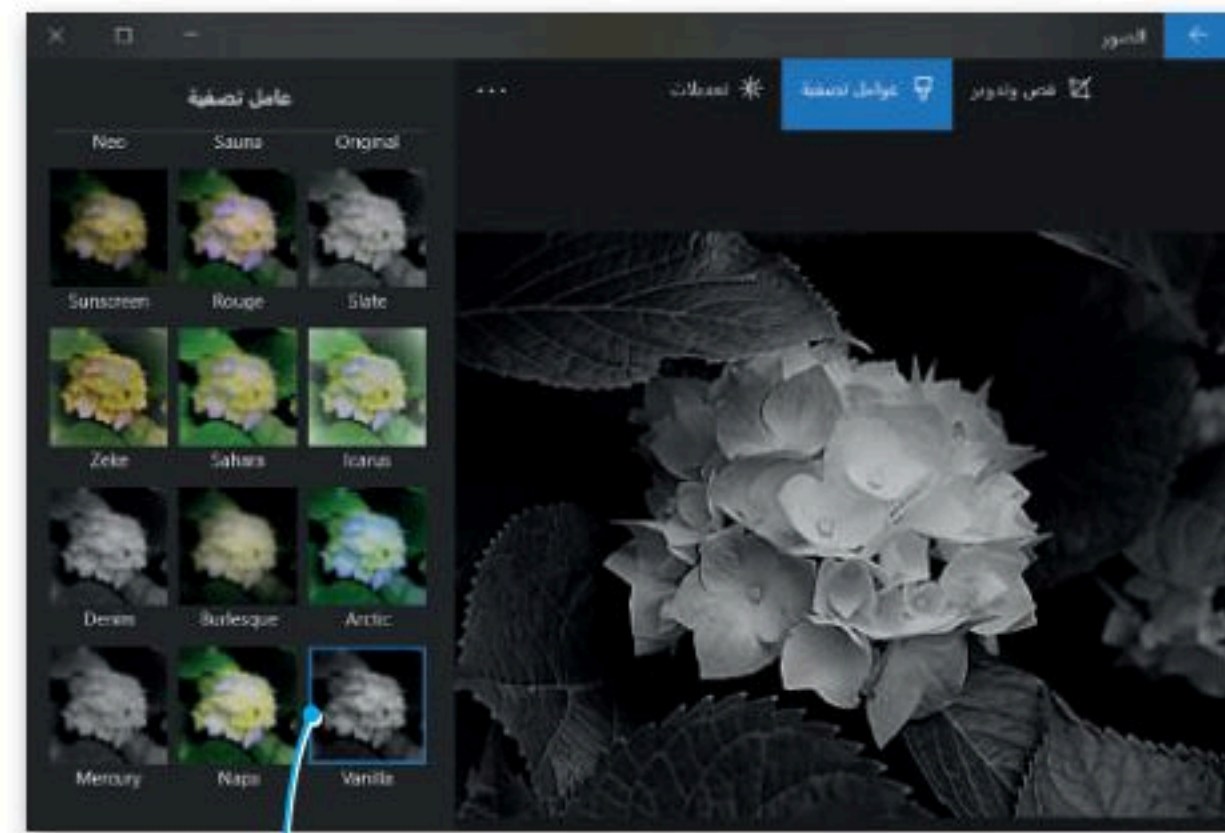 الصور
قص وتدوير
عوامل تصفية
تعديلات
...
عامل تصفية
Original Sauna Neo
Slate Rouge Sunscreen
Icarus Sahara Zeke
Arctic Burlesque Denim
Vanilla Napa Mercury